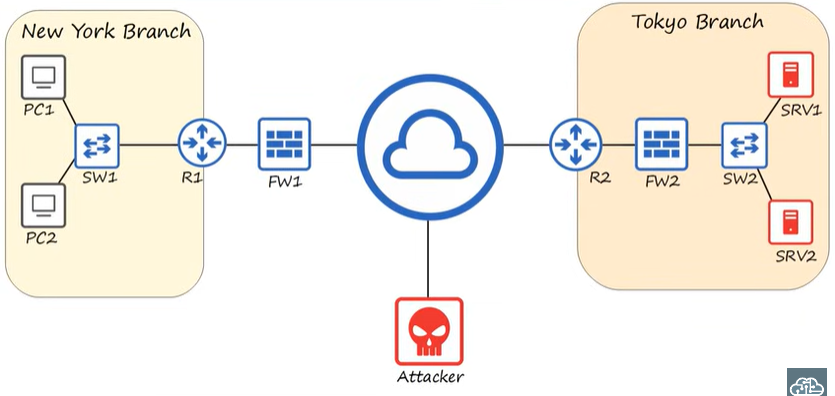 New York Branch
Tokyo Branch
PC1
SRV1
SW1
R1
FW1
R2
FW2
SW2
PC2
SRV2
Attacker